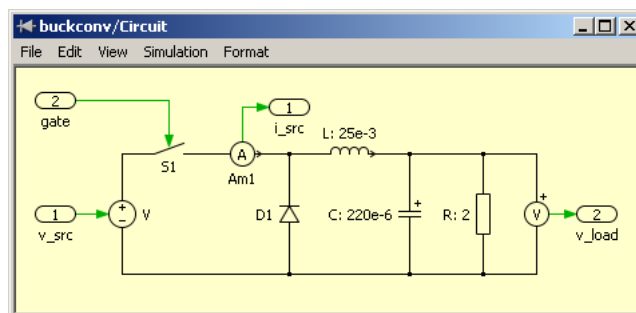 buckconv/Circuit
File Edit View Simulation Format
2
gate
1
i_src
S1
A
Am1
L: 25e-3
1
v_src
V
D1
C: 220e-6
R: 2
V
2
v_load